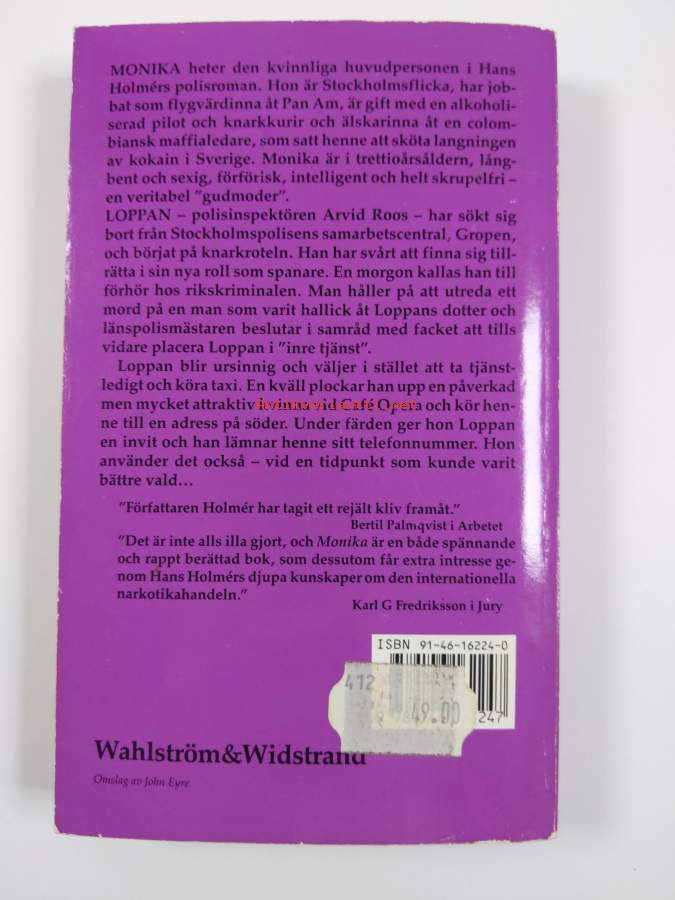 MONIKA heter den kvinnliga huvudpersonen i Hans
Holmérs polisroman. Hon är Stockholmsflicka, har job-
bat som flygvärdinna åt Pan Am, är gift med en alkoholi-
serad pilot och knarkkurir och älskarinna åt en colom-
biansk maffialedare, som satt henne att sköta langningen
av kokain i Sverige. Monika är i trettioårsåldern, lång-
bent och sexig, förförisk, intelligent och helt skrupelfri –
en veritabel ”gudmoder”.
LOPPAN – polisinspektören Arvid Roos – har sökt sig
bort från Stockholmspolisens samarbetscentral, Gropen,
och börjat på knarkroteln. Han har svårt att finna sig till-
rätta i sin nya roll som spanare. En morgon kallas han till
förhör hos rikskriminalen. Man håller på att utreda ett
mord på en man som varit hallick åt Loppans dotter och
länspolismästaren beslutar i samråd med facket att tills
vidare placera Loppan i ”inre tjänst”.
Loppan blir ursinnig och väljer i stället att ta tjänst-
ledigt och köra taxi. En kväll plockar han upp en påverkad
men mycket attraktiv kvinna vid Café Opera och kör hen-
ne till en adress på söder. Under färden ger hon Loppan
en invit och han lämnar henne sitt telefonnummer. Hon
använder det också – vid en tidpunkt som kunde varit
bättre vald…
”Författaren Holmér har tagit ett rejält kliv framåt.”
Bertil Palmqvist i Arbetet
”Det är inte alls illa gjort, och Monika är en både spännande
och rappt berättad bok, som dessutom får extra intresse ge-
nom Hans Holmérs djupa kunskaper om den internationella
narkotikahandeln.”
Karl G Fredriksson i Jury
ISBN 91-46-16224-0
412
49.00
247
Wahlström&Widstrand
Omslag av John Eyre